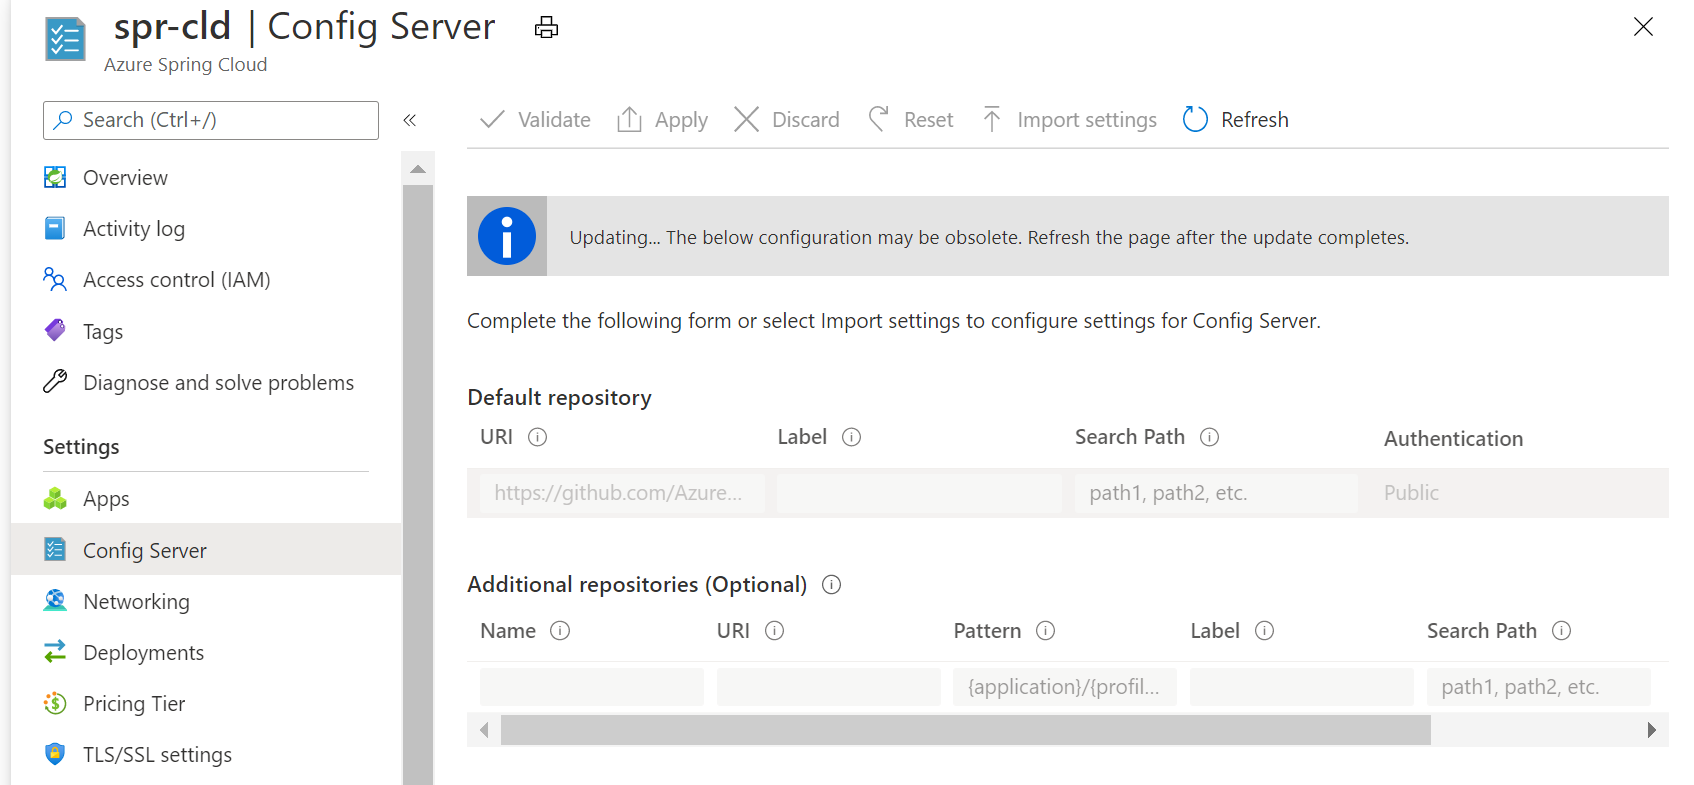 spr-cld | Config Server
Azure Spring Cloud
Search (Ctrl+/)
«
Validate
Apply
Discard
Reset
Import settings
Refresh
Overview
Activity log
Access control (IAM)
Tags
Diagnose and solve problems
Settings
Apps
Config Server
Networking
Deployments
Pricing Tier
TLS/SSL settings
Updating... The below configuration may be obsolete. Refresh the page after the update completes.
Complete the following form or select Import settings to configure settings for Config Server.
Default repository
URI Label Search Path Authentication
https://github.com/Azure... path1, path2, etc. Public
Additional repositories (Optional)
Name URI Pattern Label Search Path
{application}/{profil... path1, path2, etc.